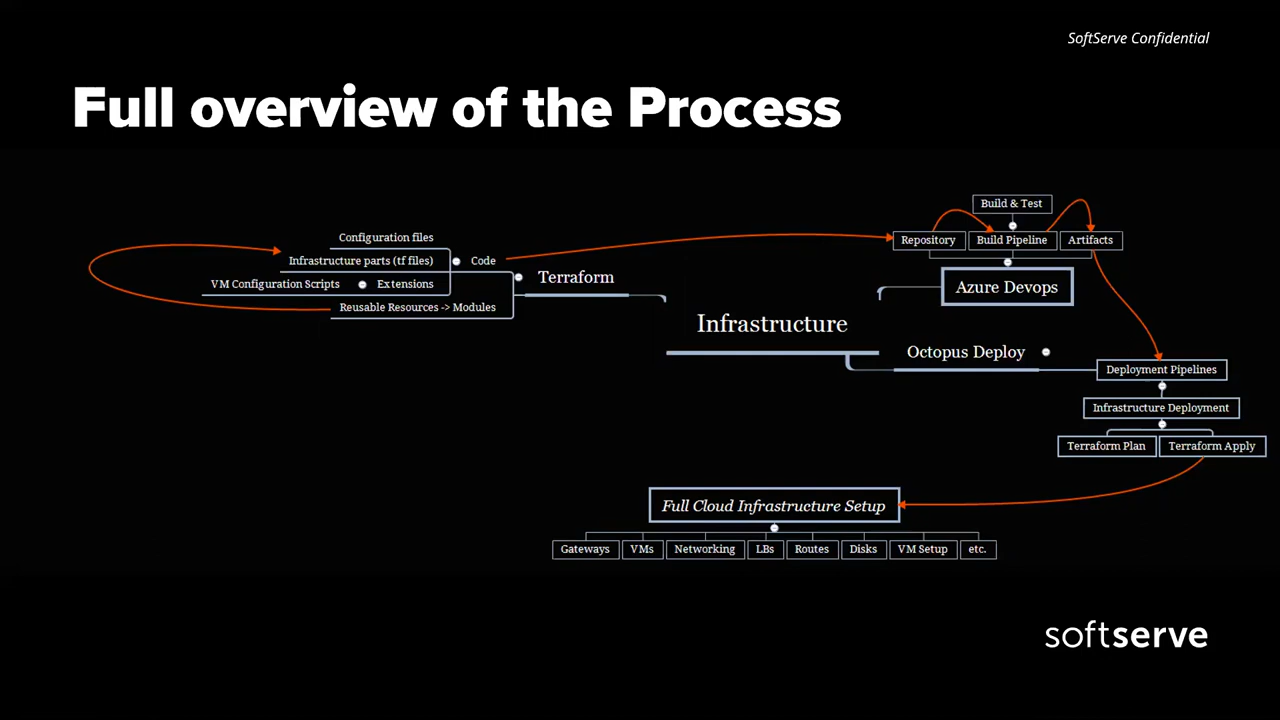 SoftServe Confidential
Full overview of the Process
Build & Test
Configuration files
Repository
Build Pipeline
Artifacts
Infrastructure parts (tf files)
Code
Terraform
VM Configuration Scripts
Extensions
Azure Devops
Reusable Resources -> Modules
Infrastructure
Octopus Deploy
Deployment Pipelines
Infrastructure Deployment
Terraform Plan
Terraform Apply
Full Cloud Infrastructure Setup
Gateways
VMs
Networking
LBs
Routes
Disks
VM Setup
etc.
softserve